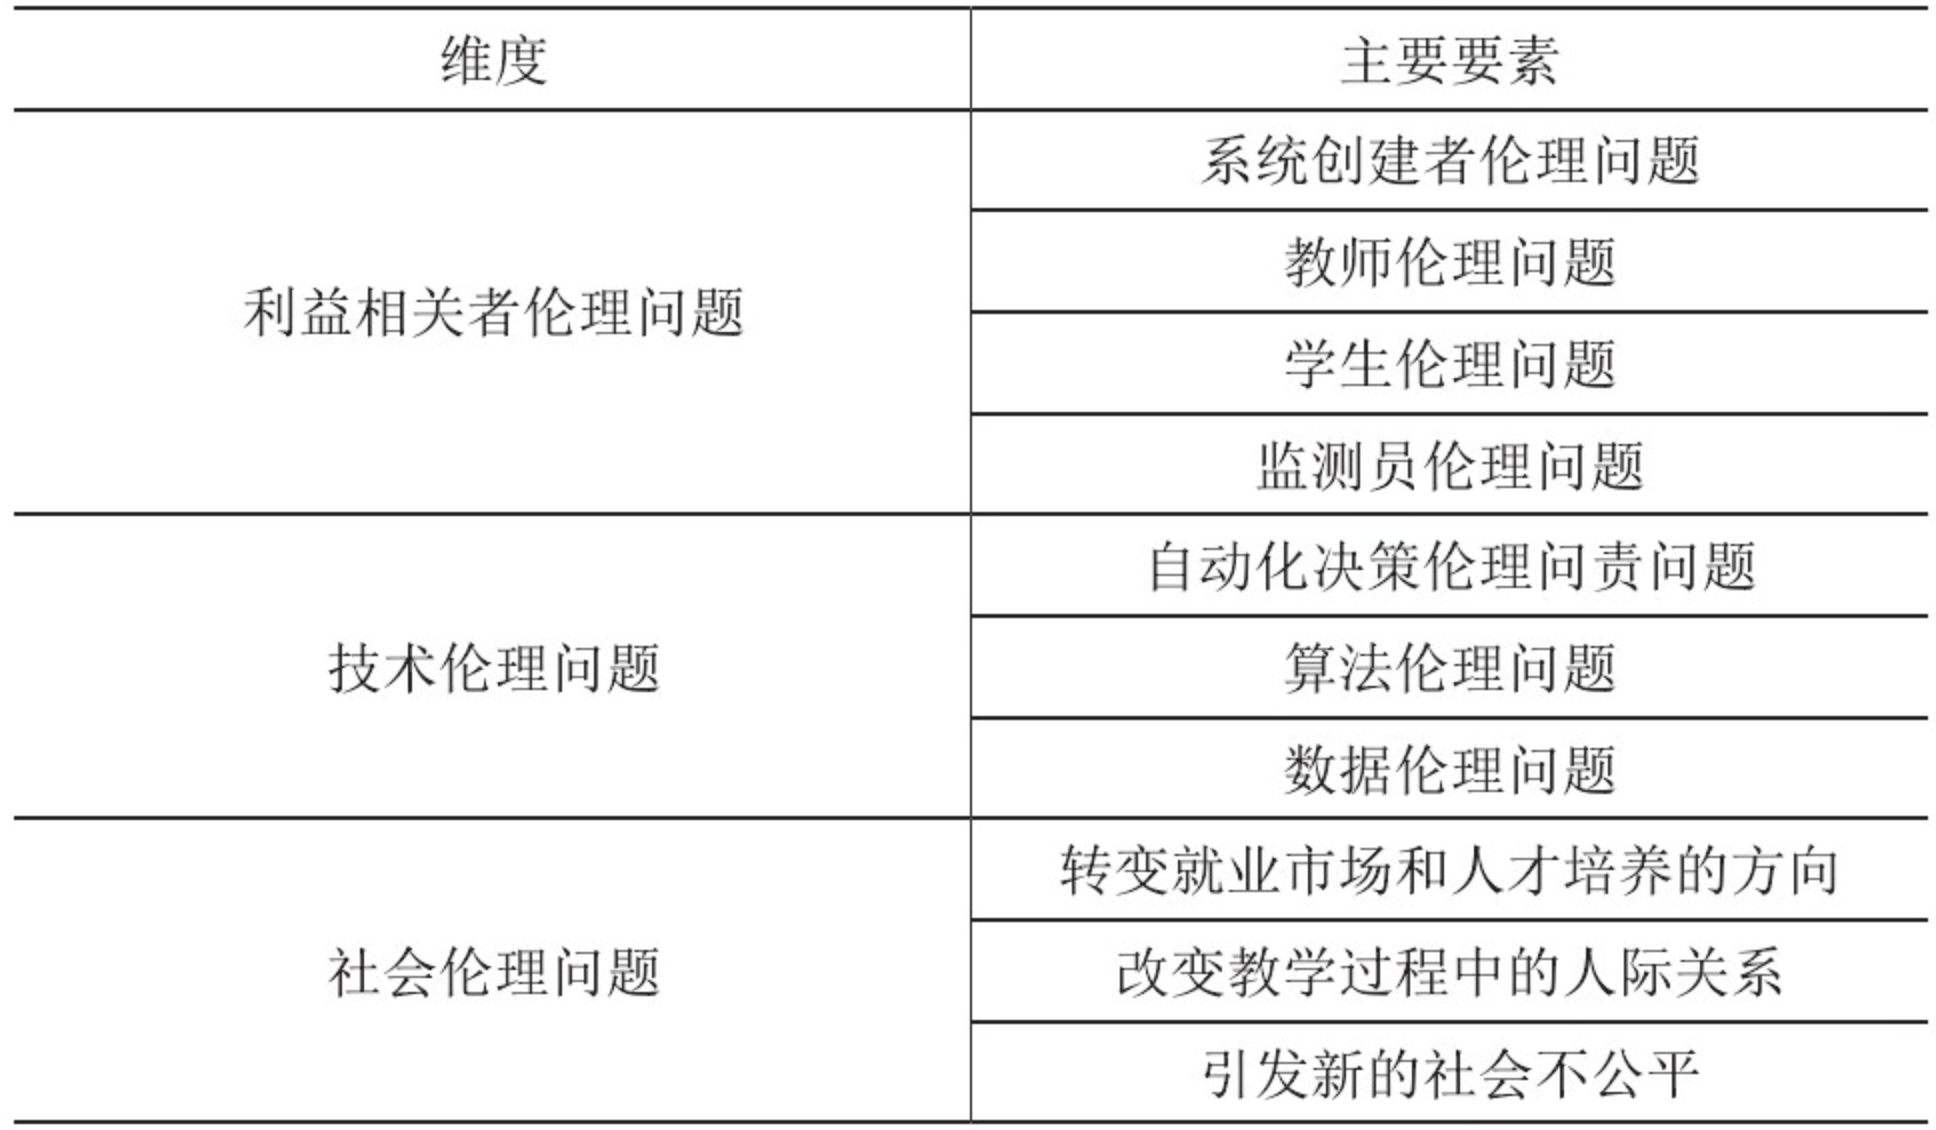 维度
主要要素
利益相关者伦理问题
系统创建者伦理问题
教师伦理问题
学生伦理问题
监测员伦理问题
技术伦理问题
自动化决策伦理问责问题
算法伦理问题
数据伦理问题
社会伦理问题
转变就业市场和人才培养的方向
改变教学过程中的人际关系
引发新的社会不公平